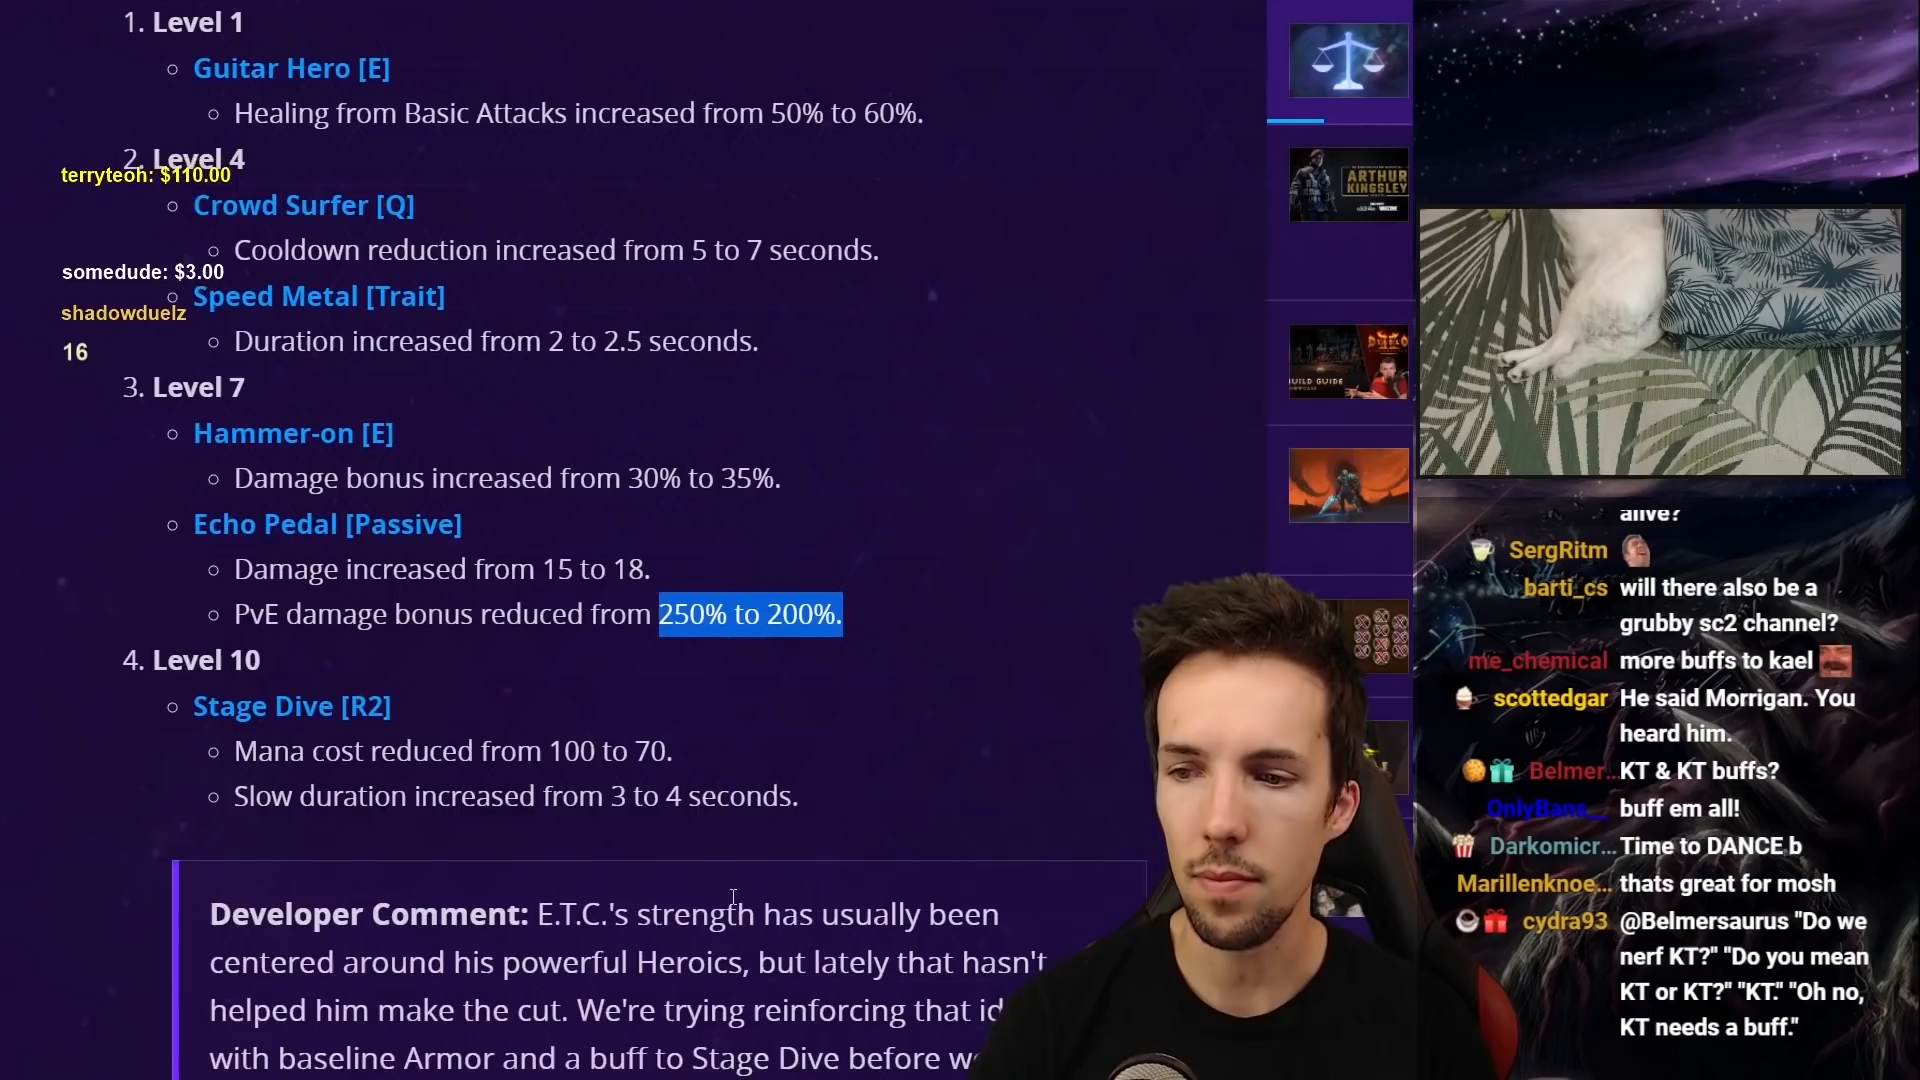 1. Level 1
Guitar Hero [E]
Healing from Basic Attacks increased from 50% to 60%.
2. Level 4
terryteoh: $110.00
Crowd Surfer [Q]
Cooldown reduction increased from 5 to 7 seconds.
somedude: $3.00
Speed Metal [Trait]
shadowduelz
Duration increased from 2 to 2.5 seconds.
16
3. Level 7
Hammer-on [E]
Damage bonus increased from 30% to 35%.
Echo Pedal [Passive]
Damage increased from 15 to 18.
PvE damage bonus reduced from 250% to 200%.
4. Level 10
Stage Dive [R2]
Mana cost reduced from 100 to 70.
Slow duration increased from 3 to 4 seconds.
Developer Comment: E.T.C.'s strength has usually been
centered around his powerful Heroics, but lately that hasn't
helped him make the cut. We're trying reinforcing that
with baseline Armor and a buff to Stage Dive before
ARTHUR
KINGSLEY
DIABLO
BUILD GUIDE
alive?
SergRitm
barti_cs will there also be a
grubby sc2 channel?
me_chemical more buffs to kael
scottedgar He said Morrigan. You
heard him.
Belmer... KT & KT buffs?
OnlyBans__ buff em all!
Darkomicr... Time to DANCE b
Marillenknoe... thats great for mosh
cydra93 @Belmersaurus "Do we
nerf KT?" "Do you mean
KT or KT?" "KT." "Oh no,
KT needs a buff."